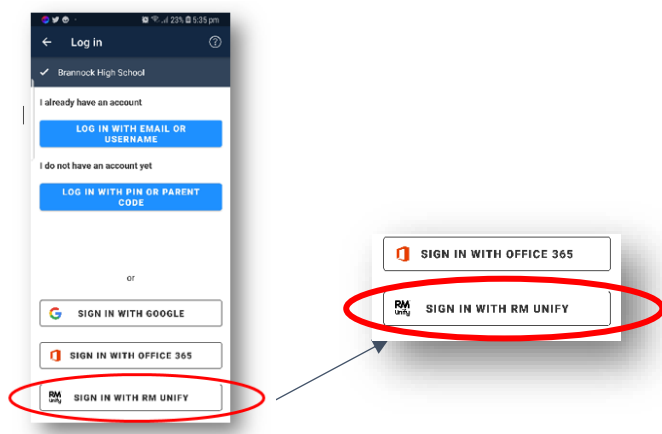 23% 5:35 pm
Log in
Brannock High School
I already have an account
LOG IN WITH EMAIL OR
USERNAME
I do not have an account yet
LOG IN WITH PIN OR PARENT
CODE
or
G SIGN IN WITH GOOGLE
SIGN IN WITH OFFICE 365
RM Unify SIGN IN WITH RM UNIFY
SIGN IN WITH OFFICE 365
RM Unify SIGN IN WITH RM UNIFY